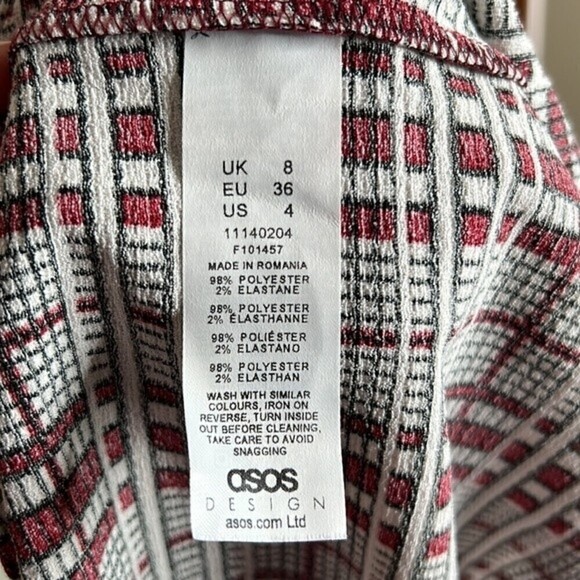 UK 8
EU 36
US 4
11140204
F101457
MADE IN ROMANIA
98% POLYESTER
2% ELASTANE
98% POLYESTER
2% ÉLASTHANNE
98% POLIÉSTER
2% ELASTANO
98% POLYESTER
2% ELASTHAN
WASH WITH SIMILAR
COLOURS, IRON ON
REVERSE, TURN INSIDE
OUT BEFORE CLEANING,
TAKE CARE TO AVOID
SNAGGING
asos
DESIGN
asos.com Ltd